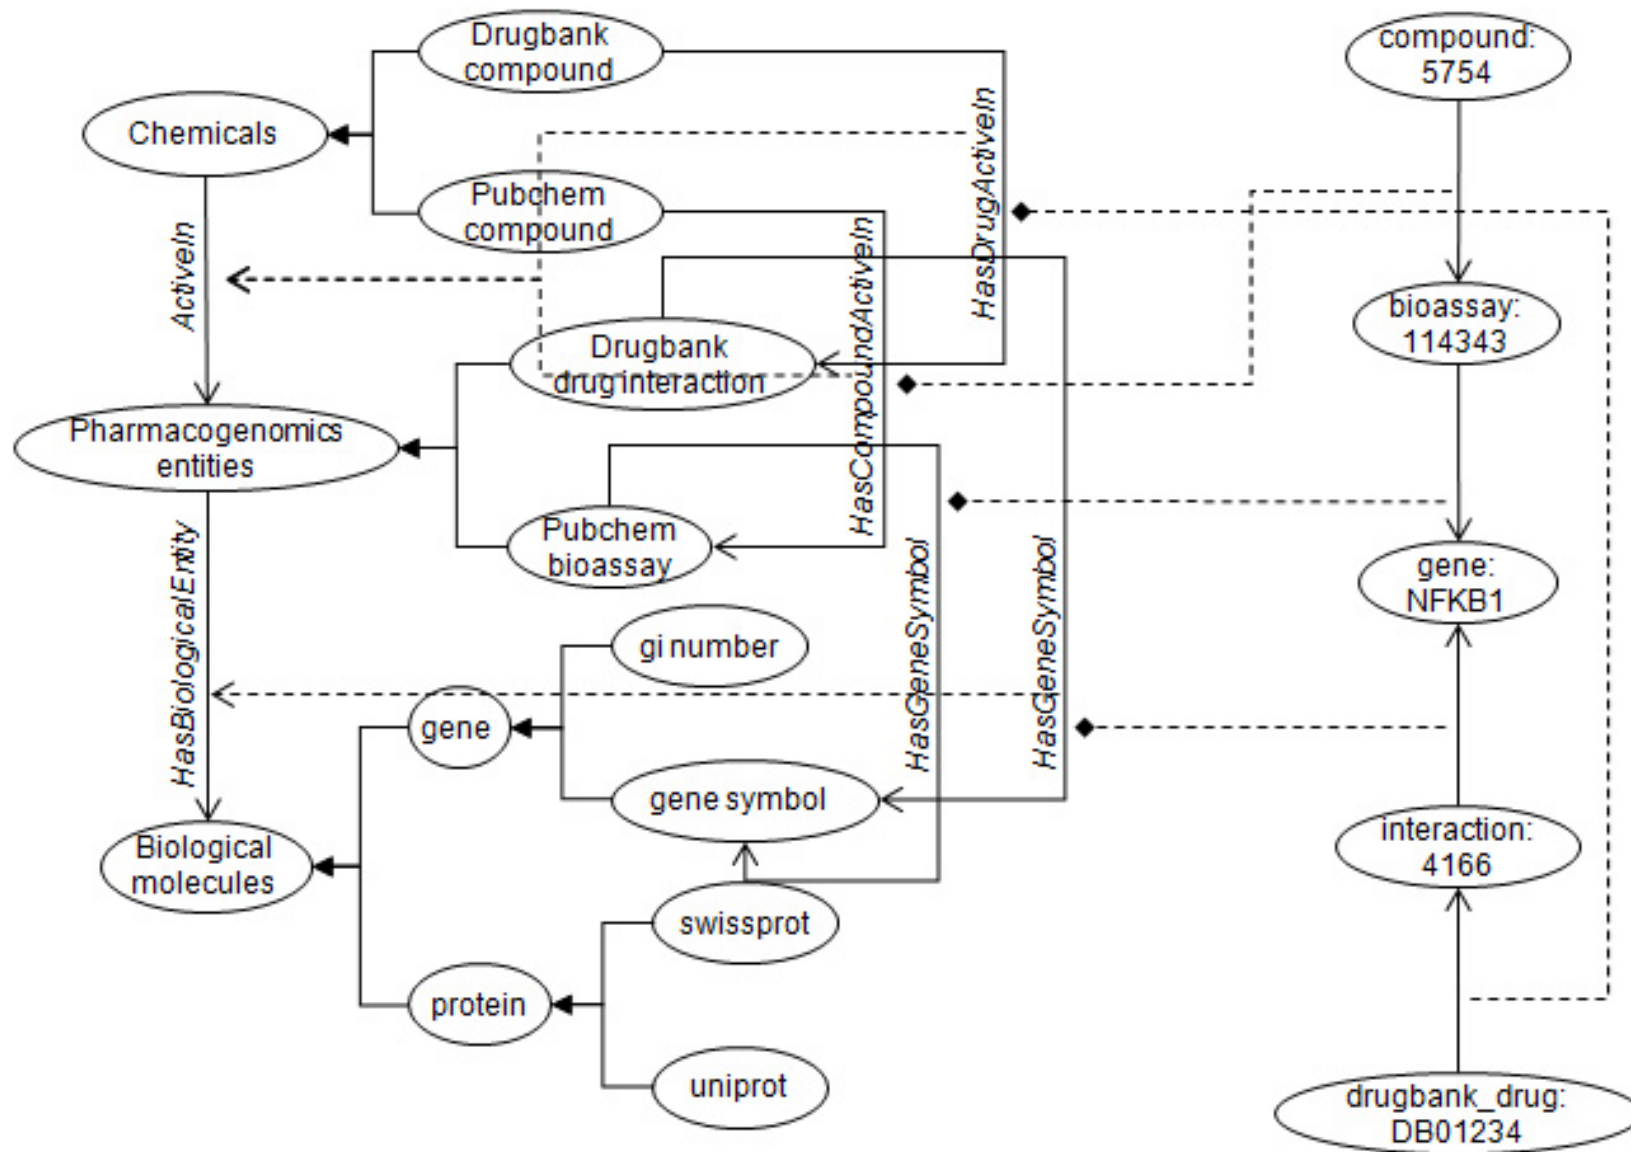 Drugbank
compound
compound:
5754
Chemicals
HasDrugActiveIn
Pubchem
compound
ActiveIn
HasCompoundActiveIn
bioassay:
114343
Drugbank
drug interaction
Pharmacogenomics
entities
Pubchem
bioassay
HasBiologicalEntity
HasGeneSymbol
HasGeneSymbol
gene:
NFKB1
gi number
gene
gene symbol
interaction:
4166
Biological
molecules
swissprot
protein
uniprot
drugbank_drug:
DB01234